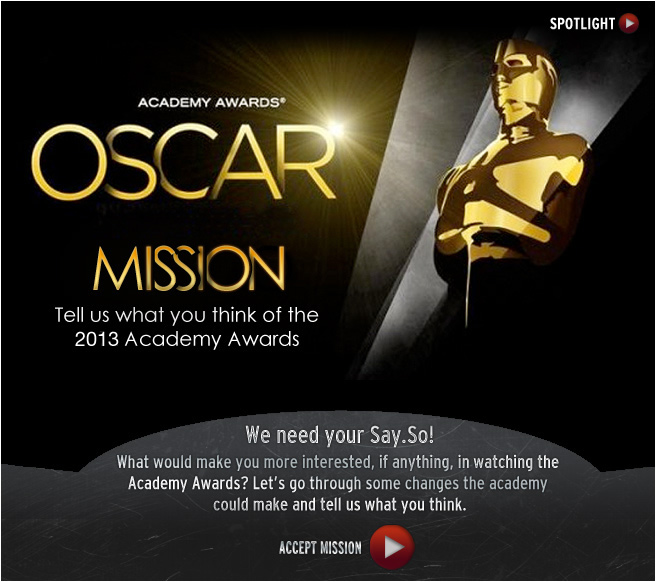 SPOTLIGHT
ACADEMY AWARDS®
OSCAR
MISSION
Tell us what you think of the
2013 Academy Awards
We need your Say.So!
What would make you more interested, if anything, in watching the
Academy Awards? Let's go through some changes the academy
could make and tell us what you think.
ACCEPT MISSION